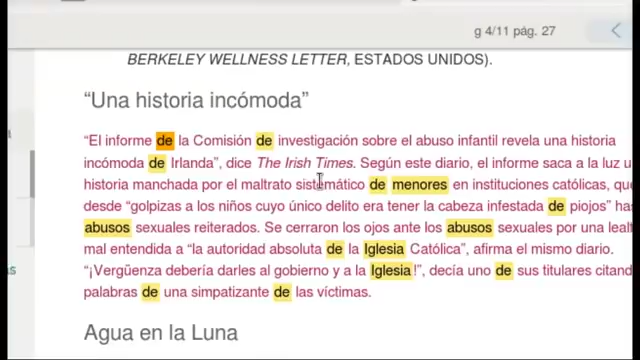 g 4/11 pág. 27
BERKELEY WELLNESS LETTER, ESTADOS UNIDOS).
“Una historia incómoda”
“El informe de la Comisión de investigación sobre el abuso infantil revela una historia
incómoda de Irlanda”, dice The Irish Times. Según este diario, el informe saca a la luz
historia manchada por el maltrato sistemático de menores en instituciones católicas,
desde “golpizas a los niños cuyo único delito era tener la cabeza infestada de piojos”
abusos sexuales reiterados. Se cerraron los ojos ante los abusos sexuales por una
mal entendida a “la autoridad absoluta de la Iglesia Católica”, afirma el mismo diario.
“¡Vergüenza debería darles al gobierno y a la Iglesia!”, decía uno de sus titulares
palabras de una simpatizante de las víctimas.
Agua en la Luna